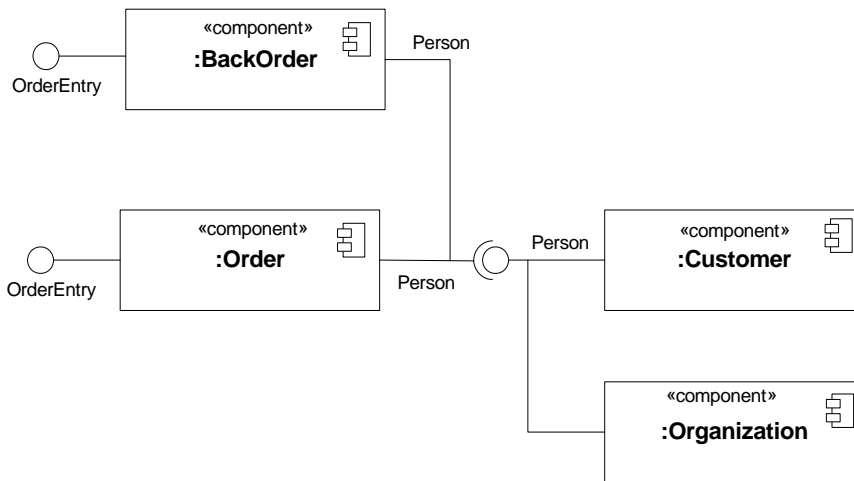 «component»
:BackOrder
Person
OrderEntry
«component»
:Order
Person
OrderEntry
Person
«component»
:Customer
«component»
:Organization